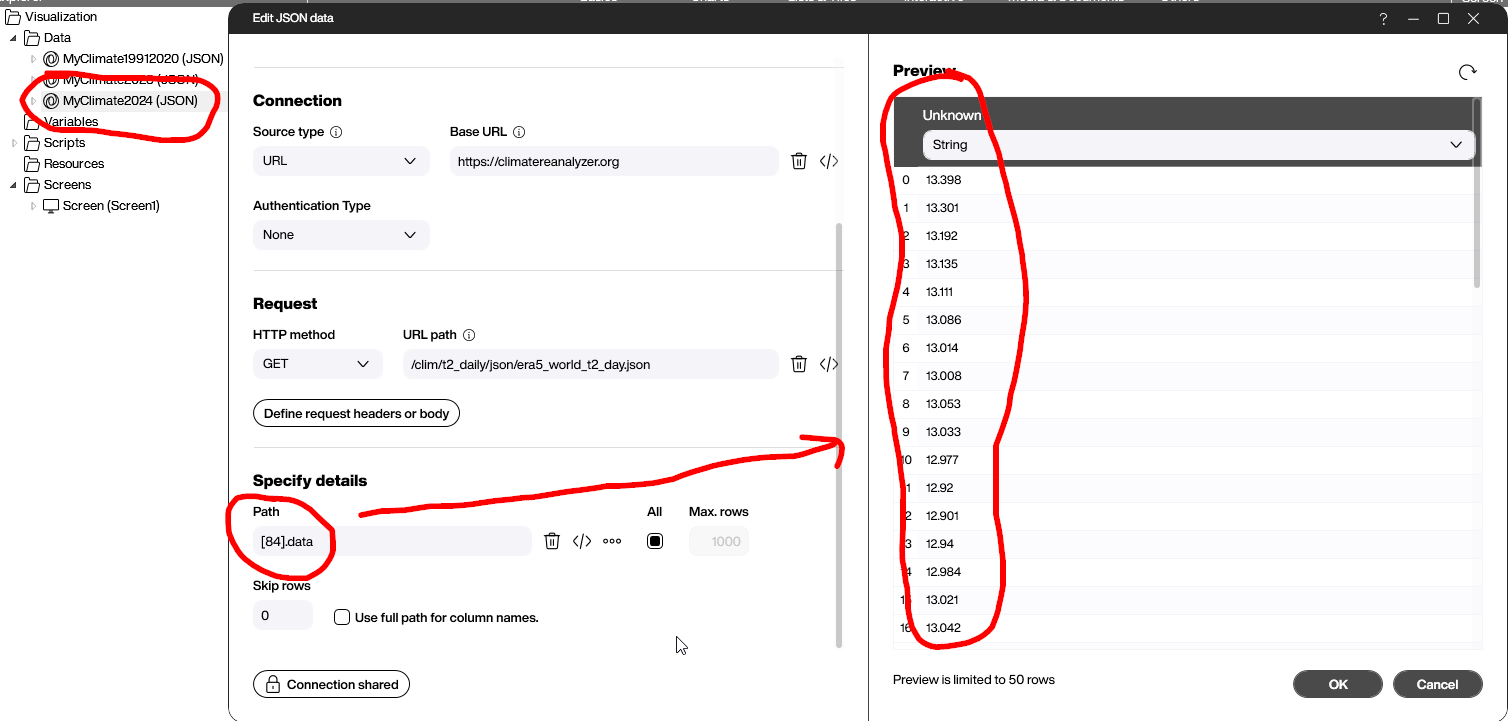 Visualization
Edit JSON data
?
Data
MyClimate19912020 (JSON)
MyClimate2023 (JSON)
MyClimate2024 (JSON)
Variables
Scripts
Resources
Screens
Screen (Screen1)
Connection
Source type
Base URL
URL
https://climatereanalyzer.org
Authentication Type
None
Request
HTTP method
URL path
GET
/clim/t2_daily/json/era5_world_t2_day.json
Define request headers or body
Specify details
Path
All
Max. rows
[84].data
1000
Skip rows
0
Use full path for column names.
Connection shared
Preview
Unknown
String
0 13.398
1 13.301
2 13.192
3 13.135
4 13.111
5 13.086
6 13.014
7 13.008
8 13.053
9 13.033
10 12.977
11 12.92
12 12.901
13 12.94
14 12.984
15 13.021
16 13.042
Preview is limited to 50 rows
OK
Cancel